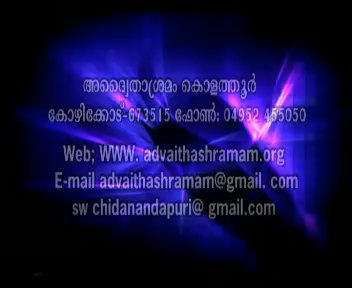 അദ്വൈതാശ്രമം കൊളത്തൂർ
കോഴിക്കോട്-673515 ഫോൺ: 04952 455050
Web; WWW. advaithashramam.org
E-mail advaithashramam@gmail. com
sw chidanandapuri@ gmail.com